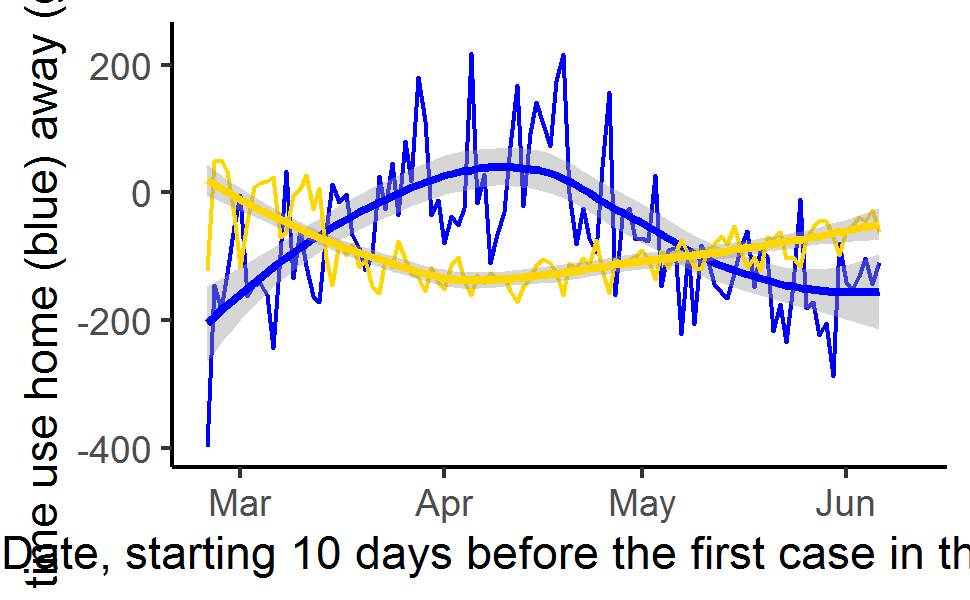 time use home (blue) away (g
200
0
-200
-400
Mar Apr May Jun
Date, starting 10 days before the first case in th